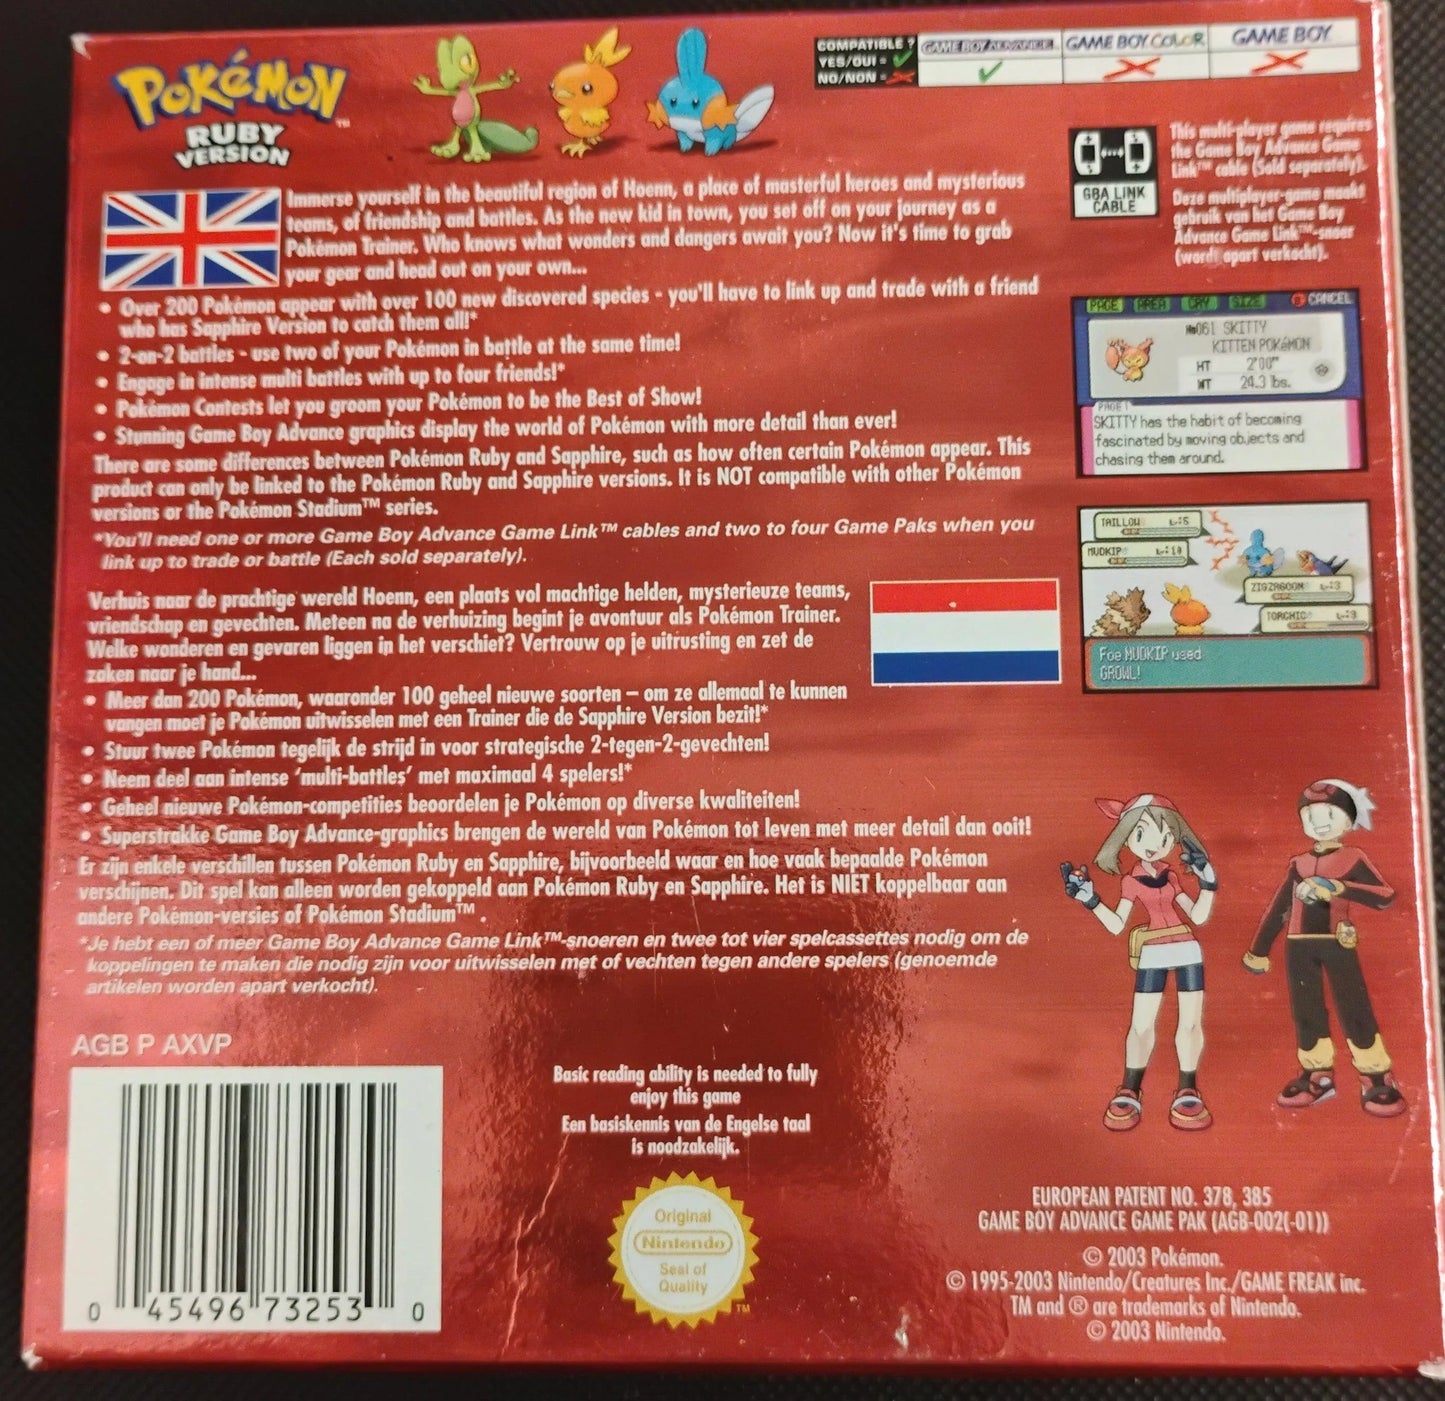 POKéMON™
RUBY
VERSION
COMPATIBLE ?
YES/OUI =
NO/NON =
GAME BOY ADVANCE
GAME BOY COLOR
GAME BOY
GBA LINK
CABLE
This multi-player game requires
the Game Boy Advance Game
Link™ cable (Sold separately).
Deze multiplayer-game maakt
gebruik van het Game Boy
Advance Game Link™-snoer
(wordt apart verkocht).
Immerse yourself in the beautiful region of Hoenn, a place of masterful heroes and mysterious
teams, of friendship and battles. As the new kid in town, you set off on your journey as a
Pokémon Trainer. Who knows what wonders and dangers await you? Now it's time to grab
your gear and head out on your own...
• Over 200 Pokémon appear with over 100 new discovered species - you'll have to link up and trade with a friend
who has Sapphire Version to catch them all!*
• 2-on-2 battles - use two of your Pokémon in battle at the same time!
• Engage in intense multi battles with up to four friends!*
• Pokémon Contests let you groom your Pokémon to be the Best of Show!
• Stunning Game Boy Advance graphics display the world of Pokémon with more detail than ever!
There are some differences between Pokémon Ruby and Sapphire, such as how often certain Pokémon appear. This
product can only be linked to the Pokémon Ruby and Sapphire versions. It is NOT compatible with other Pokémon
versions or the Pokémon Stadium™ series.
*You'll need one or more Game Boy Advance Game Link™ cables and two to four Game Paks when you
link up to trade or battle (Each sold separately).
PAGE AREA CRY SIZE CANCEL
No061 SKITTY
KITTEN POKéMON
HT 2'00"
WT 24.3 lbs.
PAGE1
SKITTY has the habit of becoming
fascinated by moving objects and
chasing them around.
TAILLOW Lv:5
MUDKIP Lv:10
ZIGZAGOON Lv:3
TORCHIC Lv:9
Foe MUDKIP used
GROWL!
Verhuis naar de prachtige wereld Hoenn, een plaats vol machtige helden, mysterieuze teams,
vriendschap en gevechten. Meteen na de verhuizing begint je avontuur als Pokémon Trainer.
Welke wonderen en gevaren liggen in het verschiet? Vertrouw op je uitrusting en zet de
zaken naar je hand...
• Meer dan 200 Pokémon, waaronder 100 geheel nieuwe soorten – om ze allemaal te kunnen
vangen moet je Pokémon uitwisselen met een Trainer die de Sapphire Version bezit!*
• Stuur twee Pokémon tegelijk de strijd in voor strategische 2-tegen-2-gevechten!
• Neem deel aan intense 'multi-battles' met maximaal 4 spelers!*
• Geheel nieuwe Pokémon-competities beoordelen je Pokémon op diverse kwaliteiten!
• Superstrakke Game Boy Advance-graphics brengen de wereld van Pokémon tot leven met meer detail dan ooit!
Er zijn enkele verschillen tussen Pokémon Ruby en Sapphire, bijvoorbeeld waar en hoe vaak bepaalde Pokémon
verschijnen. Dit spel kan alleen worden gekoppeld aan Pokémon Ruby en Sapphire. Het is NIET koppelbaar aan
andere Pokémon-versies of Pokémon Stadium™ .
*Je hebt een of meer Game Boy Advance Game Link™-snoeren en twee tot vier spelcassettes nodig om de
koppelingen te maken die nodig zijn voor uitwisselen met of vechten tegen andere spelers (genoemde
artikelen worden apart verkocht).
AGB P AXVP
0 45496 73253 0
Basic reading ability is needed to fully
enjoy this game
Een basiskennis van de Engelse taal
is noodzakelijk.
Original
Nintendo
Seal of
Quality
TM
EUROPEAN PATENT NO. 378, 385
GAME BOY ADVANCE GAME PAK (AGB-002(-01))
© 2003 Pokémon.
© 1995-2003 Nintendo/Creatures Inc./GAME FREAK inc.
TM and ® are trademarks of Nintendo.
© 2003 Nintendo.